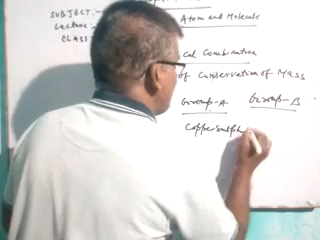 SUBJECT:-
Atom and Molecule
Lecture:-
CLASS
cal Combination
of Conservation of Mass
Group-A Group-B
Copper Sulph